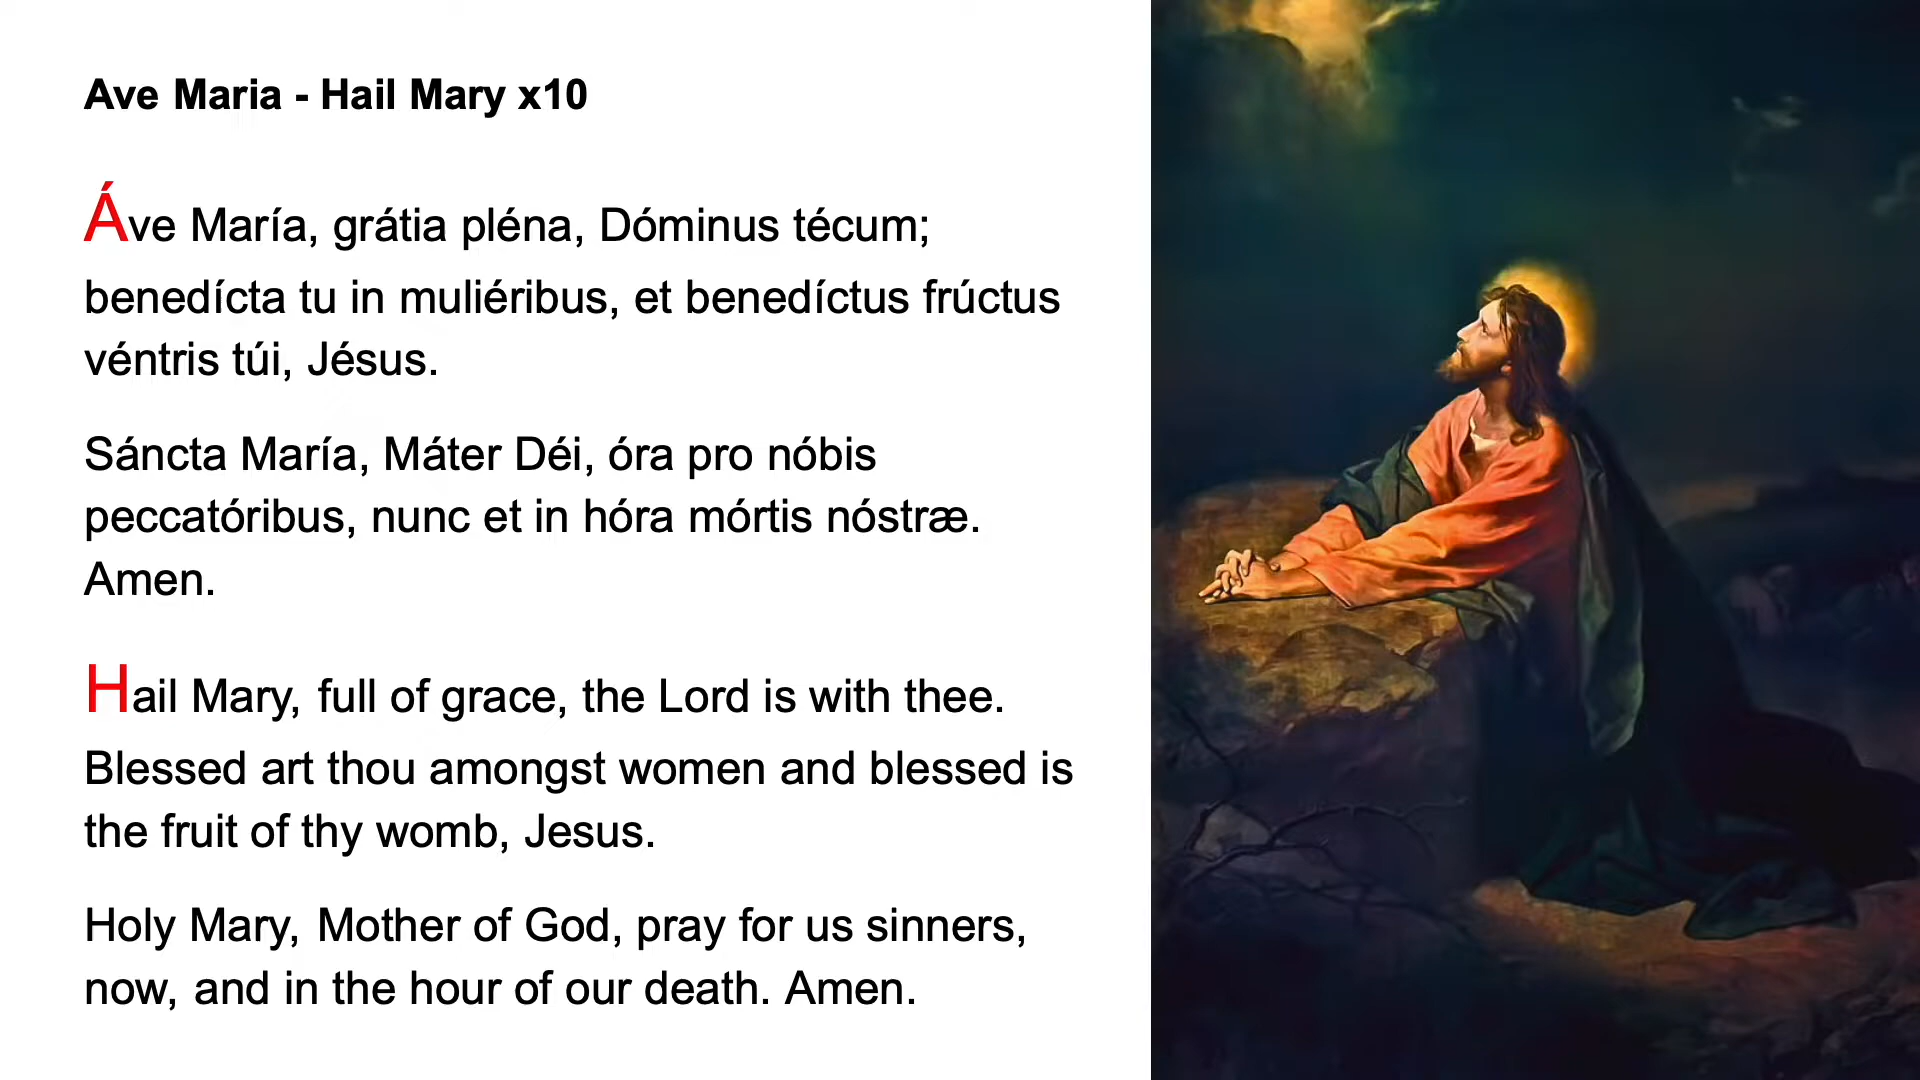 Ave Maria - Hail Mary x10
Áve María, grátia pléna, Dóminus técum;
benedícta tu in muliéribus, et benedíctus frúctus
véntris túi, Jésus.
Sáncta María, Máter Déi, óra pro nóbis
peccatóribus, nunc et in hóra mórtis nóstræ.
Amen.
Hail Mary, full of grace, the Lord is with thee.
Blessed art thou amongst women and blessed is
the fruit of thy womb, Jesus.
Holy Mary, Mother of God, pray for us sinners,
now, and in the hour of our death. Amen.